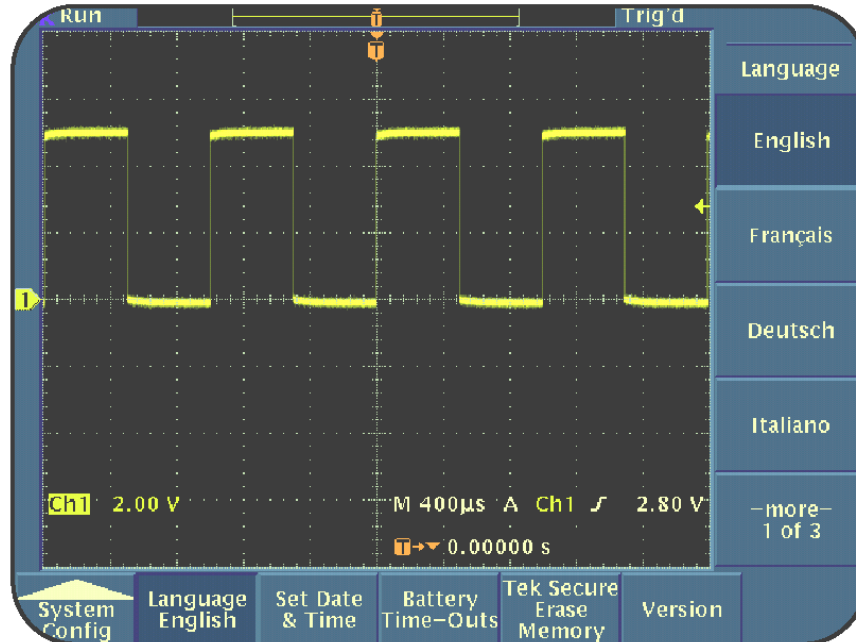 Run
T
Trig'd
T
Language
English
Français
1
Deutsch
Italiano
Ch1 2.00 V M 400µs A Ch1 2.80 V
T 0.00000 s
–more–
1 of 3
System
Config
Language
English
Set Date
& Time
Battery
Time–Outs
Tek Secure
Erase
Memory
Version